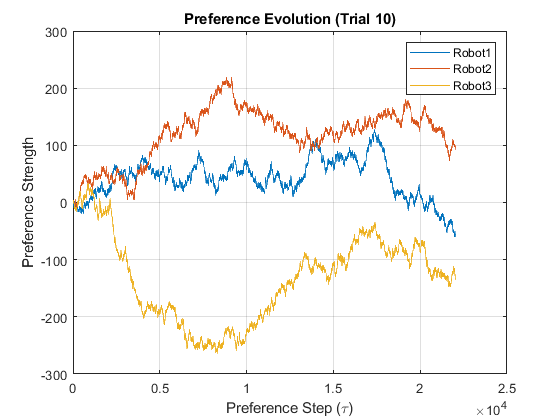 Preference Evolution (Trial 10)
Robot1
Robot2
Robot3
300
200
100
0
-100
-200
-300
Preference Strength
0
0.5
1
1.5
2
2.5
×10⁴
Preference Step (τ)